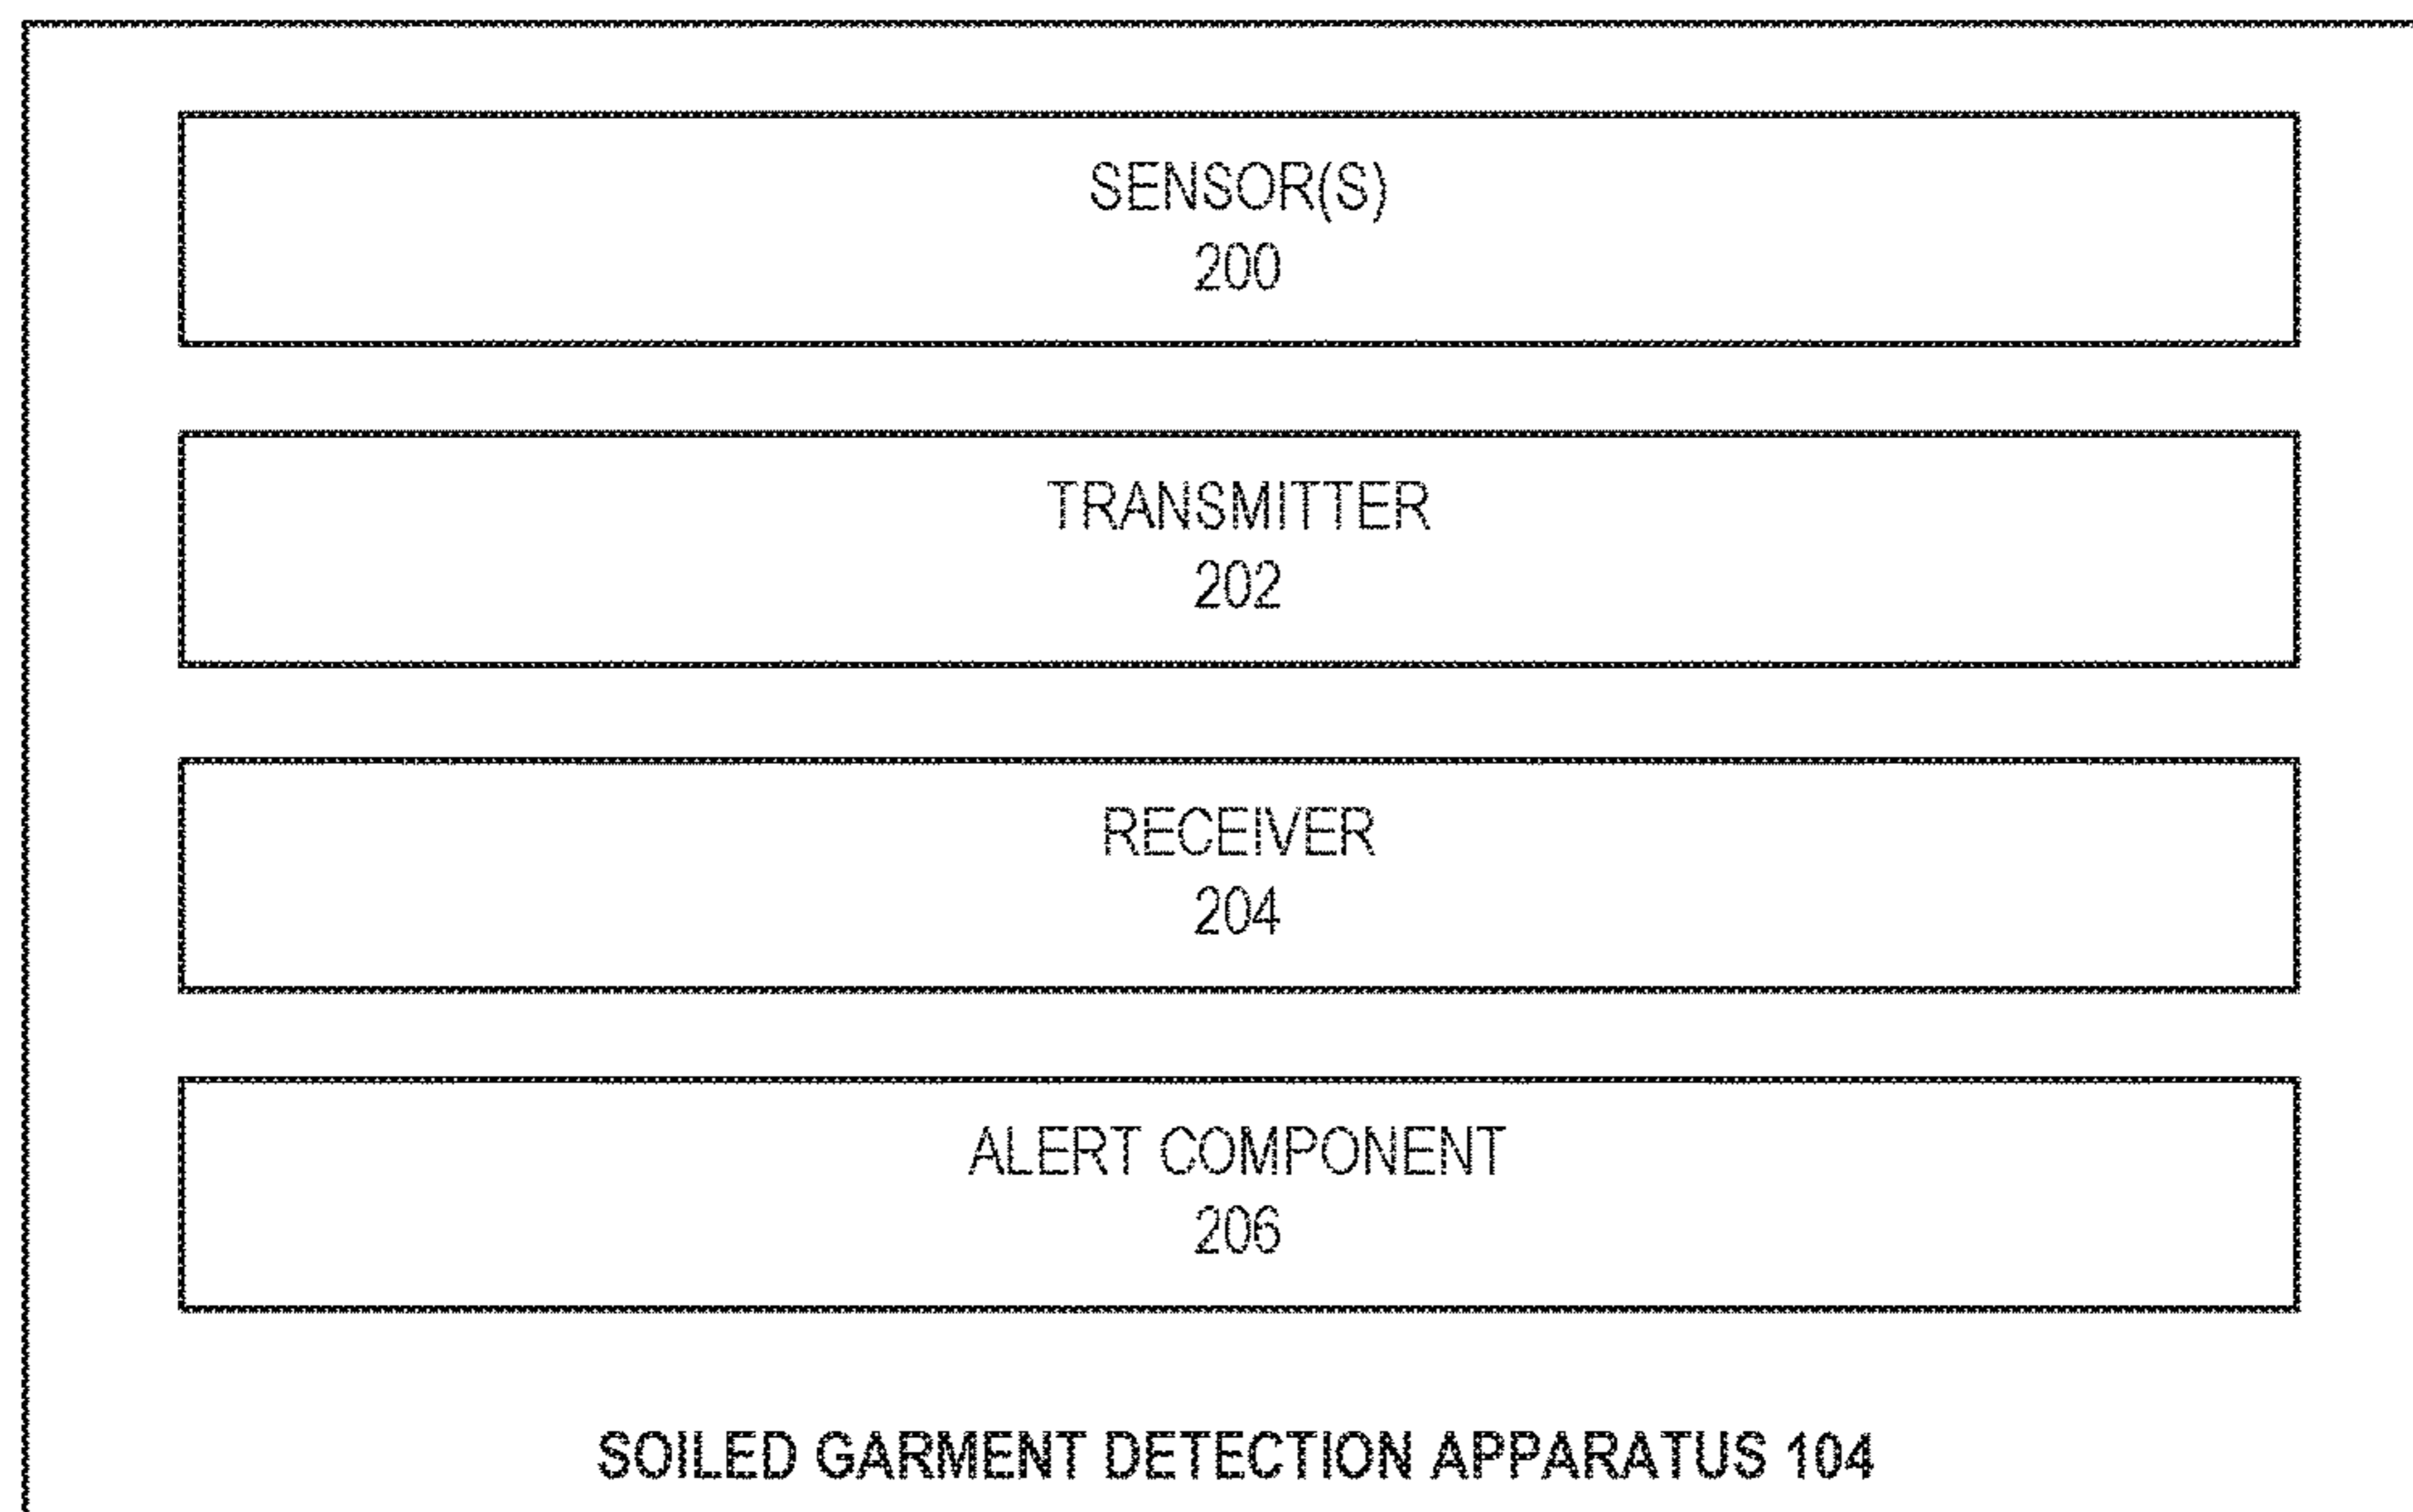 SENSOR(S)
200
TRANSMITTER
202
RECEIVER
204
ALERT COMPONENT
206
SOILED GARMENT DETECTION APPARATUS 104